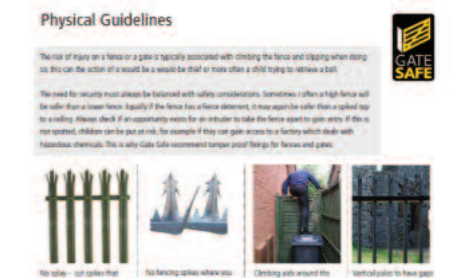 Physical Guidelines
GATE
SAFE
The risk of injury on a fence or a gate is typically associated with climbing the fence and slipping when doing
so, this can the action of a would be a would be thief or more often a child trying to retrieve a ball.
The need for security must always be balanced with safety considerations. Sometimes / often a high fence will
be safer than a lower fence. Equally if the fence has a fierce deterrent, it may again be safer than a spiked top
to a railing. Always check if an opportunity exists for an intruder to take the fence apart to gain entry. If this is
not spotted, children can be put at risk, for example if they can gain access to a factory which deals with
hazardous chemicals. This is why Gate Safe recommend tamper proof fixings for fences and gates.
No splay - cut spikes that
No fencing spikes where you
Climbing aids around the
Vertical pales to have gaps